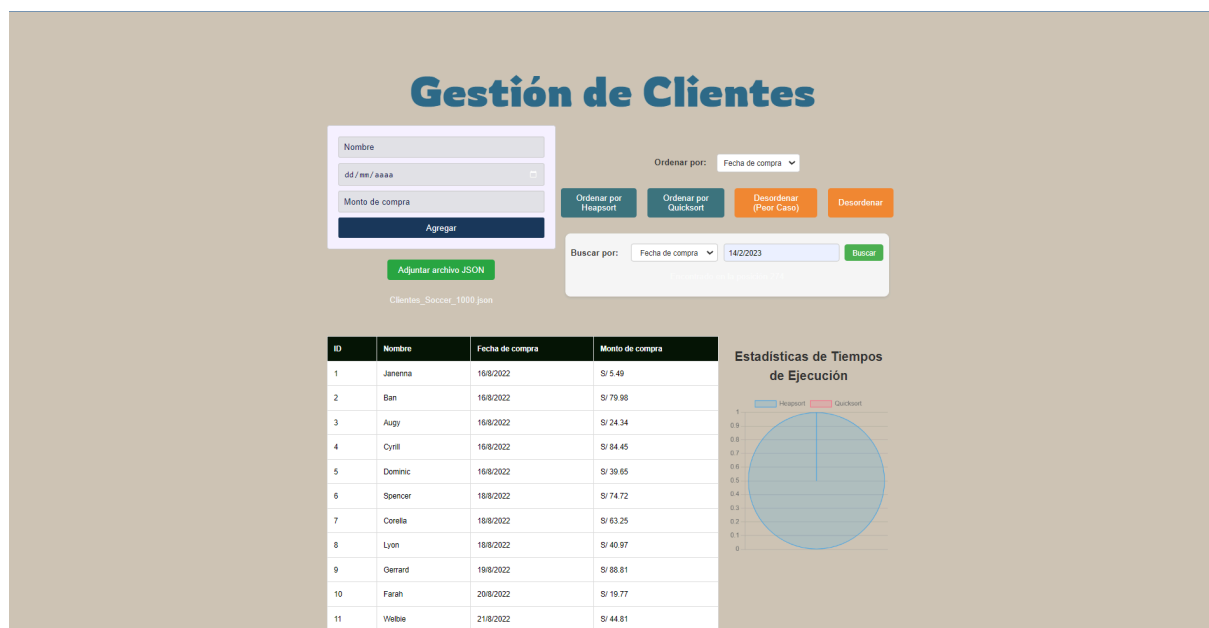 Gestión de Clientes
Nombre
dd/mm/aaaa
Monto de compra
Agregar
Adjuntar archivo JSON
Clientes_Soccer_1000.json
Ordenar por: Fecha de compra
Ordenar por
Heapsort
Ordenar por
Quicksort
Desordenar
(Peor Caso)
Desordenar
Buscar por: Fecha de compra 14/2/2023 Buscar
ID Nombre Fecha de compra Monto de compra
1 Janenna 16/8/2022 S/ 5.49
2 Ban 16/8/2022 S/ 79.98
3 Augy 16/8/2022 S/ 24.34
4 Cyrill 16/8/2022 S/ 84.45
5 Dominic 16/8/2022 S/ 39.65
6 Spencer 18/8/2022 S/ 74.72
7 Corella 18/8/2022 S/ 63.25
8 Lyon 18/8/2022 S/ 40.97
9 Gerrard 19/8/2022 S/ 88.81
10 Farah 20/8/2022 S/ 19.77
11 Welbie 21/8/2022 S/ 44.81
Estadísticas de Tiempos
de Ejecución
Heapsort Quicksort
1
0.9
0.8
0.7
0.6
0.5
0.4
0.3
0.2
0.1
0